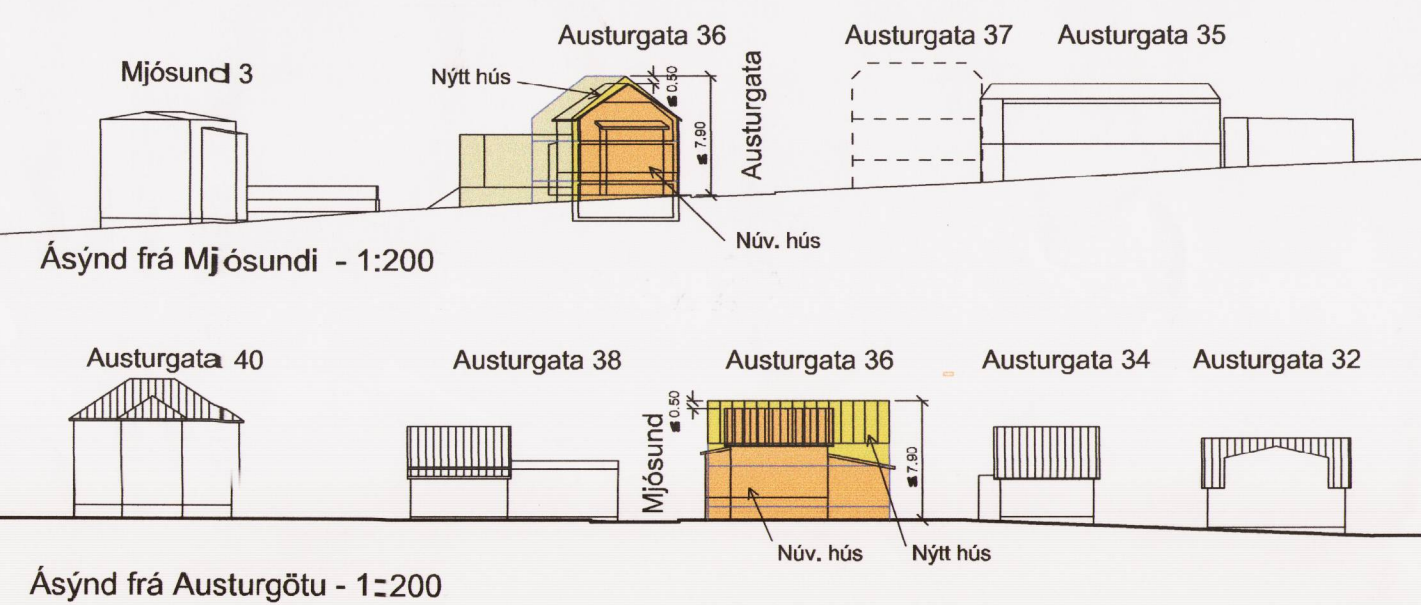 Austurgata 36
Austurgata 37
Austurgata 35
Mjósund 3
Nýtt hús
≤ 0.50
≤ 7.90
Austurgata
Núv. hús
Ásýnd frá Mjósundi - 1:200
Austurgata 40
Austurgata 38
Austurgata 36
Austurgata 34
Austurgata 32
Mjósund
≤ 0.50
≤ 7.90
Núv. hús
Nýtt hús
Ásýnd frá Austurgötu - 1:200